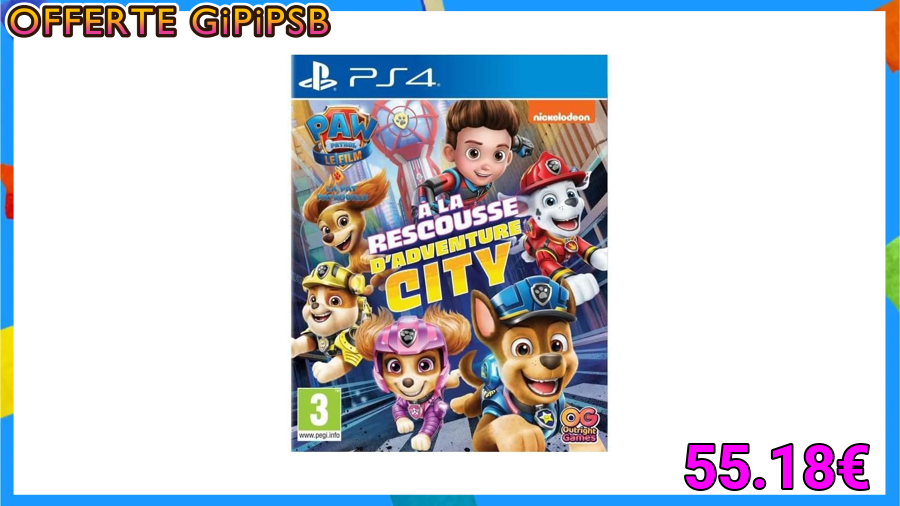 OFFERTE GiPiPSB
PS4
nickelodeon
PAW
PATROL
LE FILM
À LA
RESCOUSSE
D'ADVENTURE
CITY
3
www.pegi.info
OG
Outright
Games
55.18€